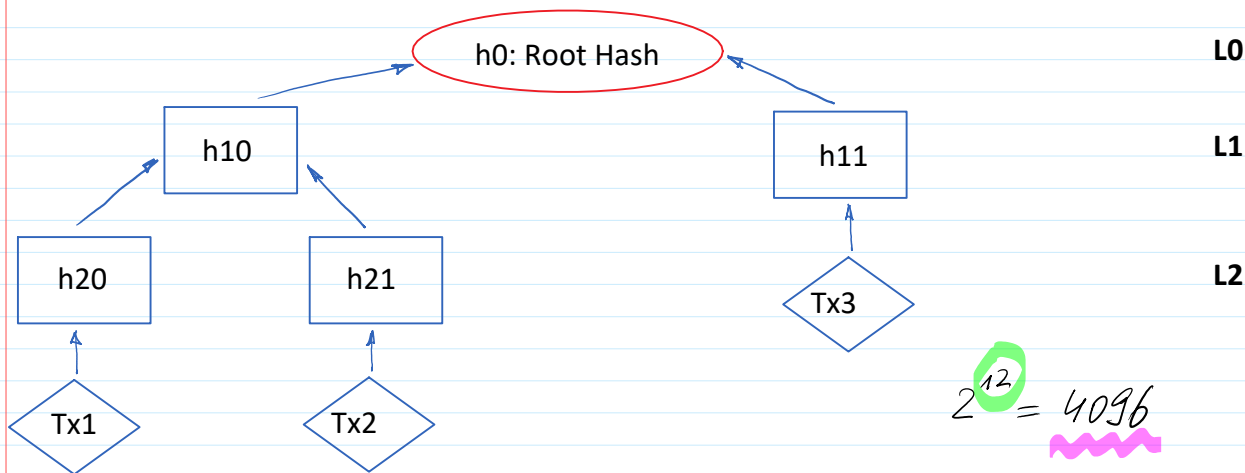 h0: Root Hash L0
h10 h11 L1
h20 h21 L2
Tx3
Tx1 Tx2
2^12 = 4096